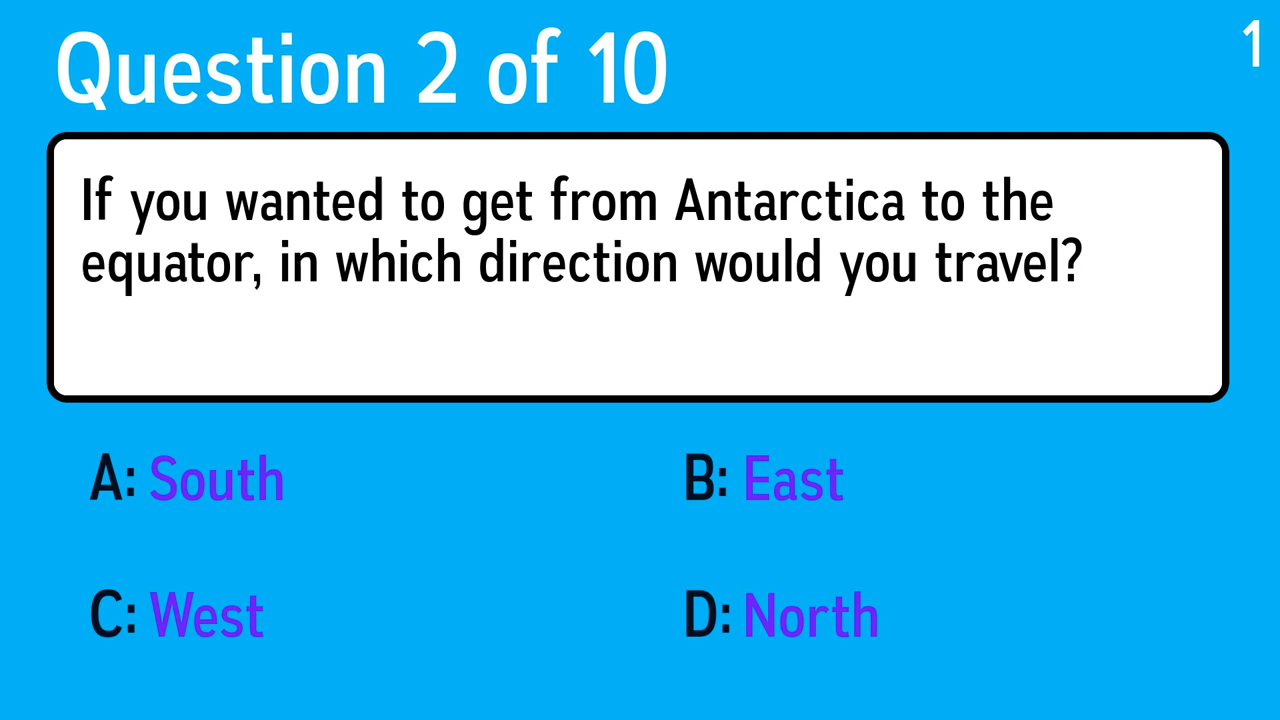 Question 2 of 10
1
If you wanted to get from Antarctica to the
equator, in which direction would you travel?
A: South
B: East
C: West
D: North